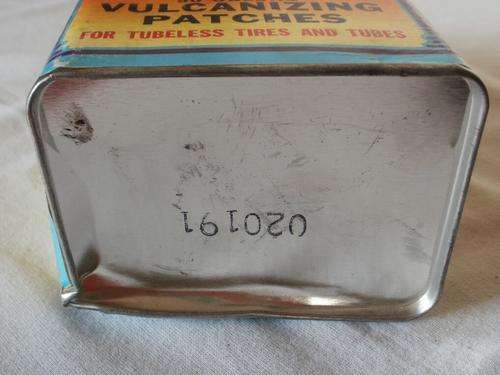 VULCANIZING
PATCHES
FOR TUBELESS TIRES AND TUBES
020191